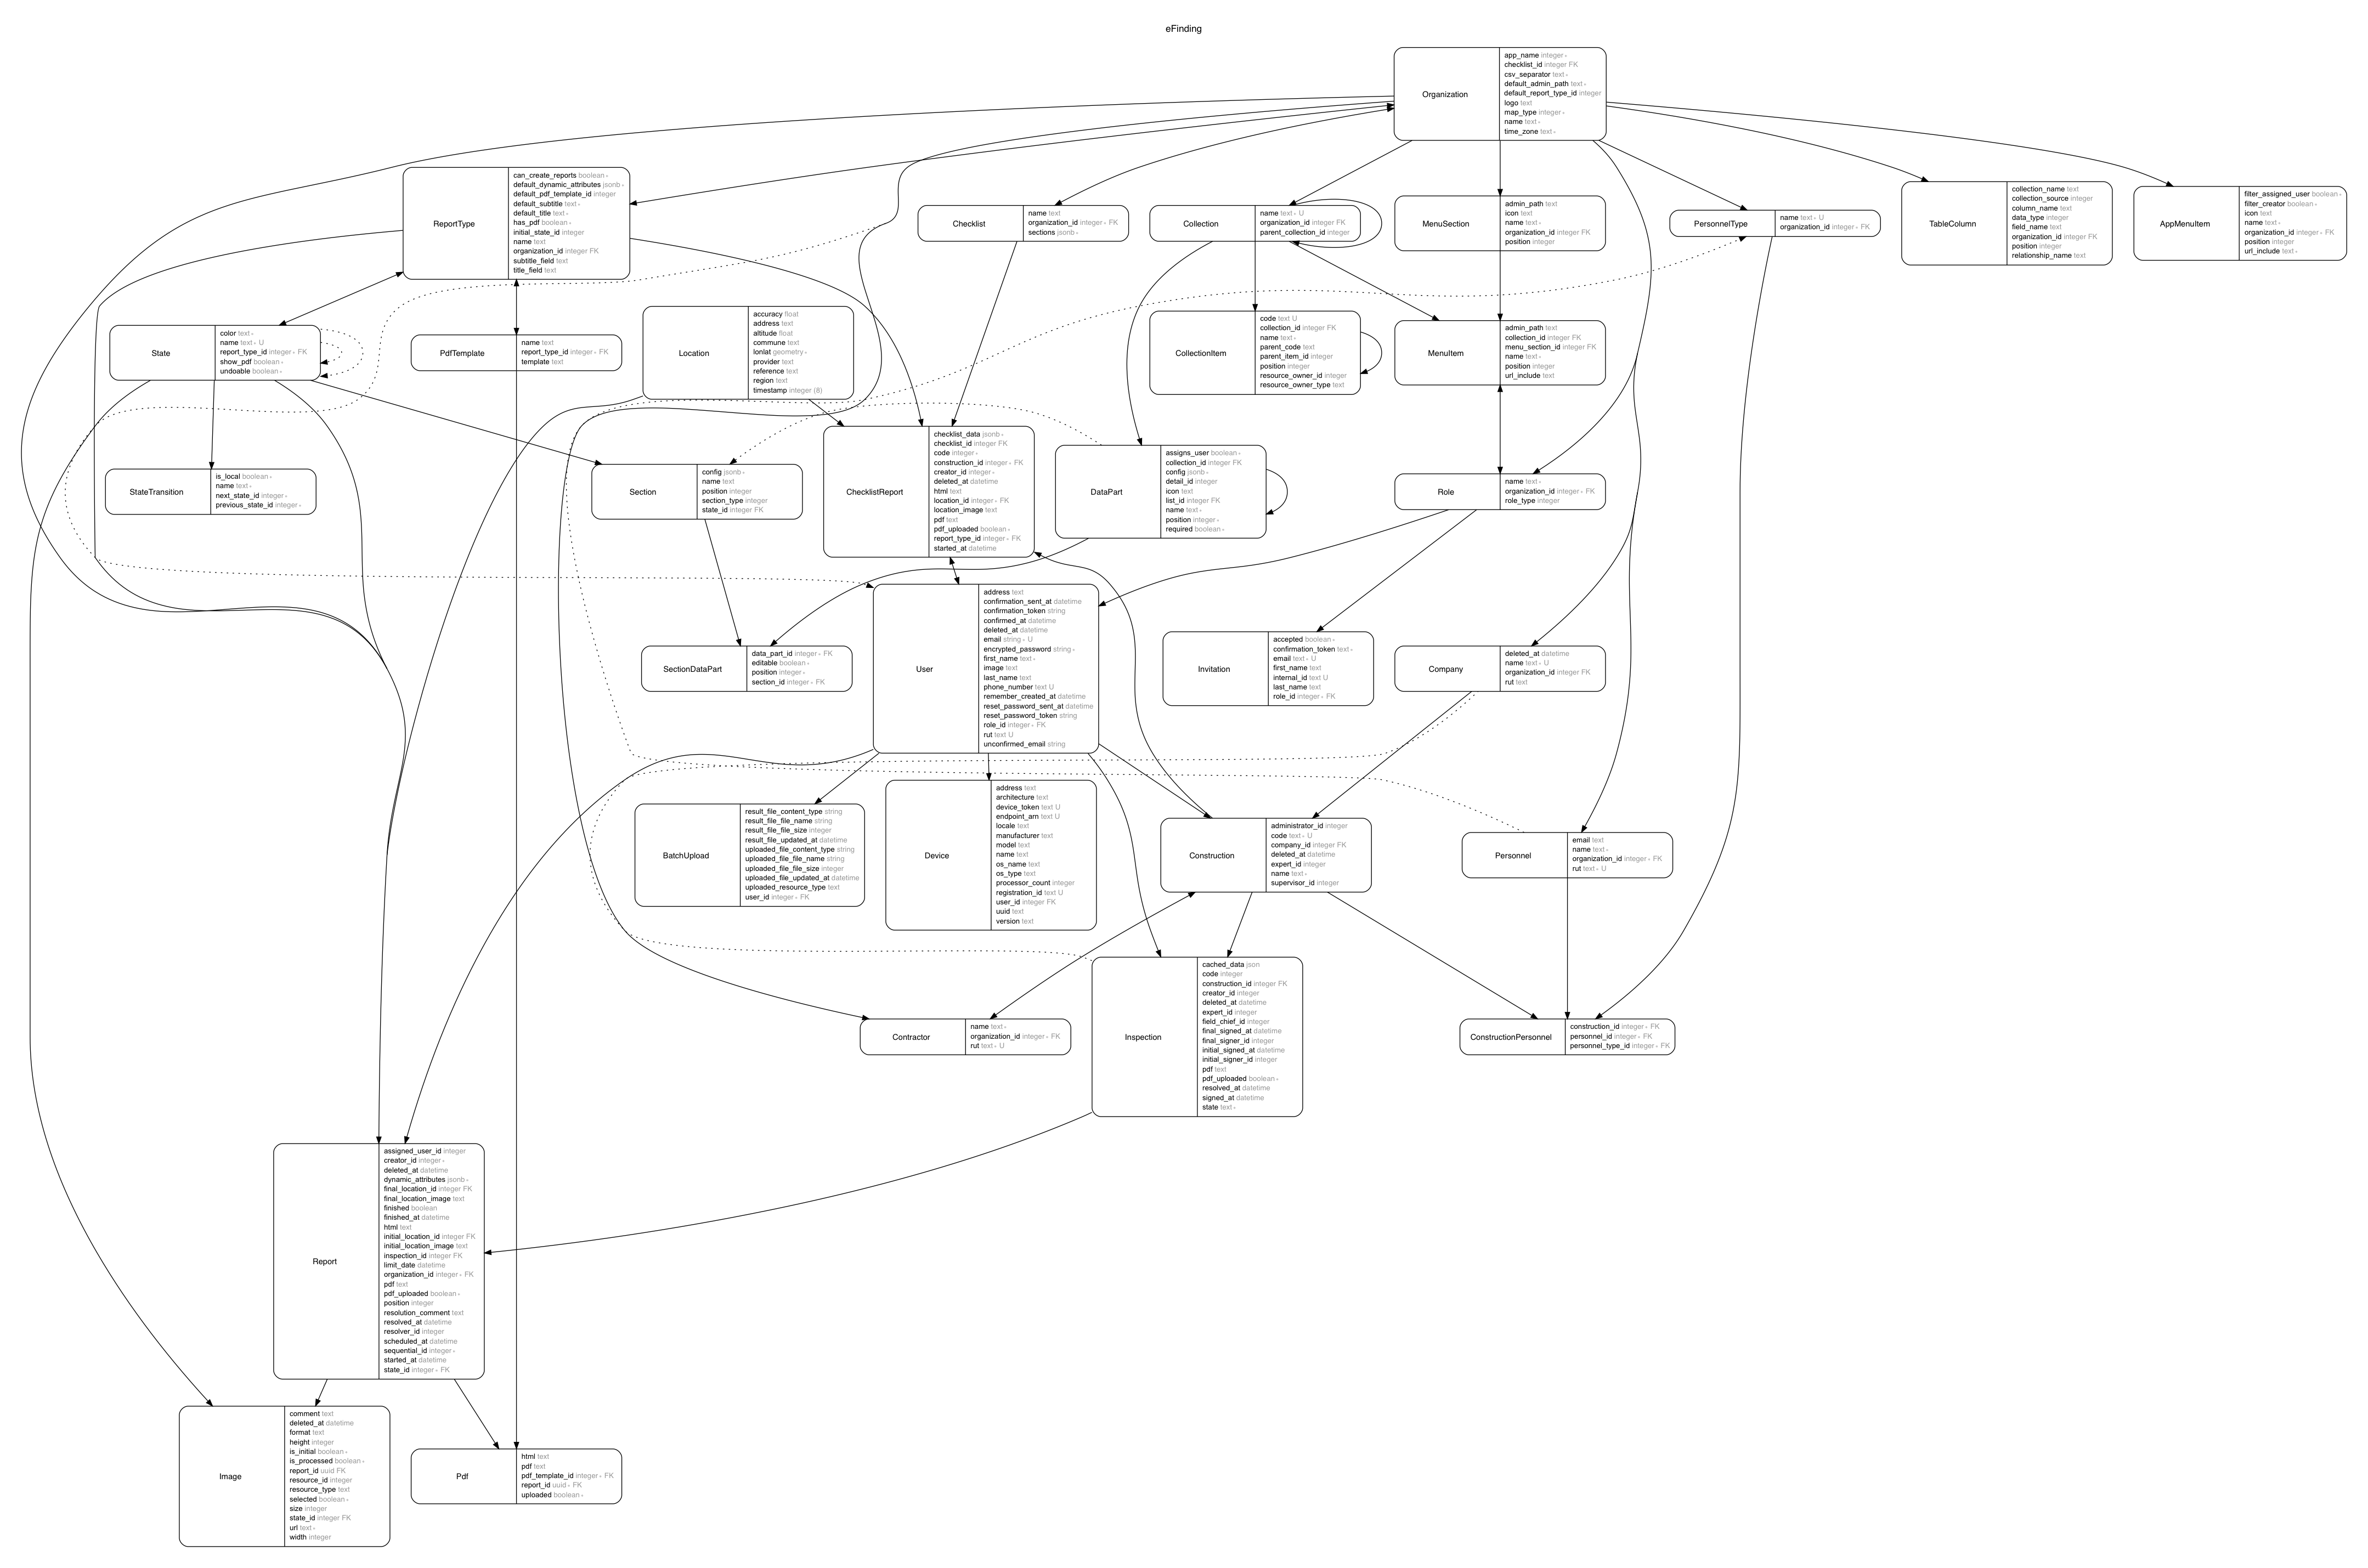 eFinding
Organization
app_name integer ∗
checklist_id integer FK
csv_separator text ∗
default_admin_path text ∗
default_report_type_id integer
logo text
map_type integer ∗
name text ∗
time_zone text ∗
ReportType
can_create_reports boolean ∗
default_dynamic_attributes jsonb ∗
default_pdf_template_id integer
default_subtitle text ∗
default_title text ∗
has_pdf boolean ∗
initial_state_id integer
name text
organization_id integer FK
subtitle_field text
title_field text
Checklist
name text
organization_id integer ∗ FK
sections jsonb ∗
Collection
name text ∗ U
organization_id integer FK
parent_collection_id integer
MenuSection
admin_path text
icon text
name text ∗
organization_id integer FK
position integer
PersonnelType
name text ∗ U
organization_id integer ∗ FK
TableColumn
collection_name text
collection_source integer
column_name text
data_type integer
field_name text
organization_id integer FK
position integer
relationship_name text
AppMenuItem
filter_assigned_user boolean ∗
filter_creator boolean ∗
icon text
name text ∗
organization_id integer ∗ FK
position integer
url_include text ∗
State
color text ∗
name text ∗ U
report_type_id integer ∗ FK
show_pdf boolean ∗
undoable boolean ∗
PdfTemplate
name text
report_type_id integer ∗ FK
template text
Location
accuracy float
address text
altitude float
commune text
lonlat geometry ∗
provider text
reference text
region text
timestamp integer (8)
CollectionItem
code text U
collection_id integer FK
name text ∗
parent_code text
parent_item_id integer
position integer
resource_owner_id integer
resource_owner_type text
MenuItem
admin_path text
collection_id integer FK
menu_section_id integer FK
name text ∗
position integer
url_include text
StateTransition
is_local boolean ∗
name text ∗
next_state_id integer ∗
previous_state_id integer ∗
Section
config jsonb ∗
name text
position integer
section_type integer
state_id integer FK
ChecklistReport
checklist_data jsonb ∗
checklist_id integer FK
code integer ∗
construction_id integer ∗ FK
creator_id integer ∗
deleted_at datetime
html text
location_id integer ∗ FK
location_image text
pdf text
pdf_uploaded boolean ∗
report_type_id integer ∗ FK
started_at datetime
DataPart
assigns_user boolean ∗
collection_id integer FK
config jsonb ∗
detail_id integer
icon text
list_id integer FK
name text ∗
position integer ∗
required boolean ∗
Role
name text ∗
organization_id integer ∗ FK
role_type integer
SectionDataPart
data_part_id integer ∗ FK
editable boolean ∗
position integer ∗
section_id integer ∗ FK
User
address text
confirmation_sent_at datetime
confirmation_token string
confirmed_at datetime
deleted_at datetime
email string ∗ U
encrypted_password string ∗
first_name text ∗
image text
last_name text
phone_number text U
remember_created_at datetime
reset_password_sent_at datetime
reset_password_token string
role_id integer ∗ FK
rut text U
unconfirmed_email string
Invitation
accepted boolean ∗
confirmation_token text ∗
email text ∗ U
first_name text
internal_id text U
last_name text
role_id integer ∗ FK
Company
deleted_at datetime
name text ∗ U
organization_id integer FK
rut text
BatchUpload
result_file_content_type string
result_file_file_name string
result_file_file_size integer
result_file_updated_at datetime
uploaded_file_content_type string
uploaded_file_file_name string
uploaded_file_file_size integer
uploaded_file_updated_at datetime
uploaded_resource_type text
user_id integer ∗ FK
Device
address text
architecture text
device_token text U
endpoint_arn text U
locale text
manufacturer text
model text
name text
os_name text
os_type text
processor_count integer
registration_id text U
user_id integer FK
uuid text
version text
Construction
administrator_id integer
code text ∗ U
company_id integer FK
deleted_at datetime
expert_id integer
name text ∗
supervisor_id integer
Personnel
email text
name text ∗
organization_id integer ∗ FK
rut text ∗ U
Contractor
name text ∗
organization_id integer ∗ FK
rut text ∗ U
Inspection
cached_data json
code integer
construction_id integer FK
creator_id integer
deleted_at datetime
expert_id integer
field_chief_id integer
final_signed_at datetime
final_signer_id integer
initial_signed_at datetime
initial_signer_id integer
pdf text
pdf_uploaded boolean ∗
resolved_at datetime
signed_at datetime
state text ∗
ConstructionPersonnel
construction_id integer ∗ FK
personnel_id integer ∗ FK
personnel_type_id integer ∗ FK
Report
assigned_user_id integer
creator_id integer ∗
deleted_at datetime
dynamic_attributes jsonb ∗
final_location_id integer FK
final_location_image text
finished boolean
finished_at datetime
html text
initial_location_id integer FK
initial_location_image text
inspection_id integer FK
limit_date datetime
organization_id integer ∗ FK
pdf text
pdf_uploaded boolean ∗
position integer
resolution_comment text
resolved_at datetime
resolver_id integer
scheduled_at datetime
sequential_id integer ∗
started_at datetime
state_id integer ∗ FK
Image
comment text
deleted_at datetime
format text
height integer
is_initial boolean ∗
is_processed boolean ∗
report_id uuid FK
resource_id integer
resource_type text
selected boolean ∗
size integer
state_id integer FK
url text ∗
width integer
Pdf
html text
pdf text
pdf_template_id integer ∗ FK
report_id uuid ∗ FK
uploaded boolean ∗